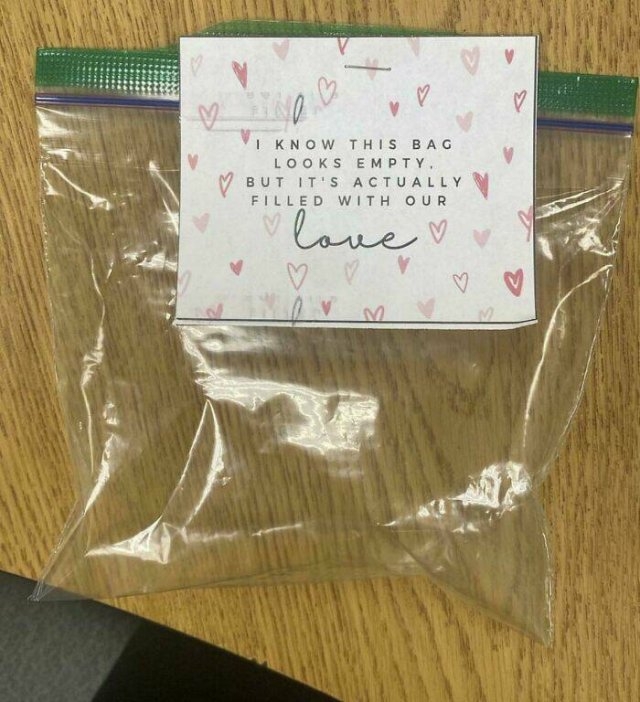 I KNOW THIS BAG
LOOKS EMPTY,
BUT IT'S ACTUALLY
FILLED WITH OUR
love